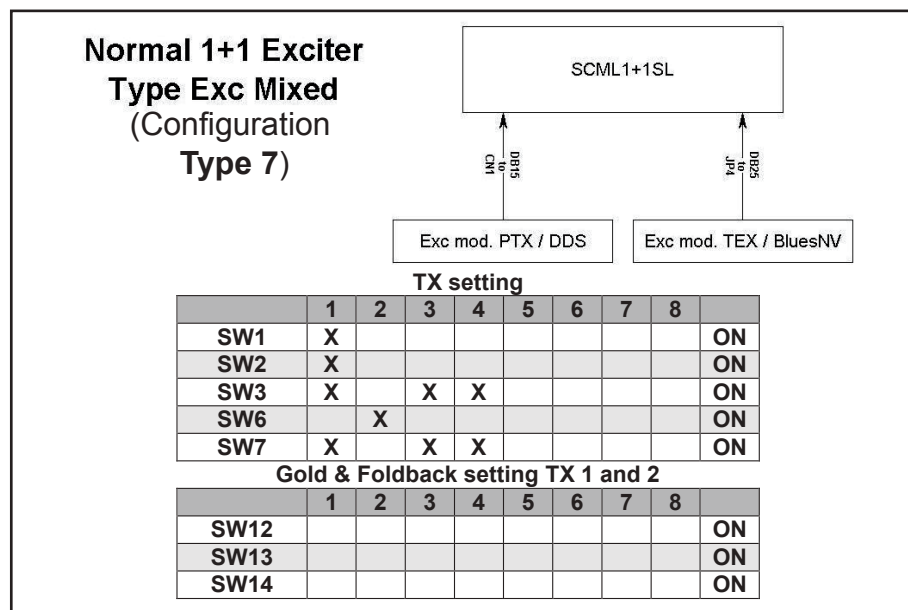 Normal 1+1 Exciter
Type Exc Mixed
(Configuration
Type 7)
SCML1+1SL
DB15
to
CN1
DB25
to
JP4
Exc mod. PTX / DDS
Exc mod. TEX / BluesNV
TX setting
1 2 3 4 5 6 7 8
SW1 X ON
SW2 X ON
SW3 X X X ON
SW6 X ON
SW7 X X X ON
Gold & Foldback setting TX 1 and 2
1 2 3 4 5 6 7 8
SW12 ON
SW13 ON
SW14 ON